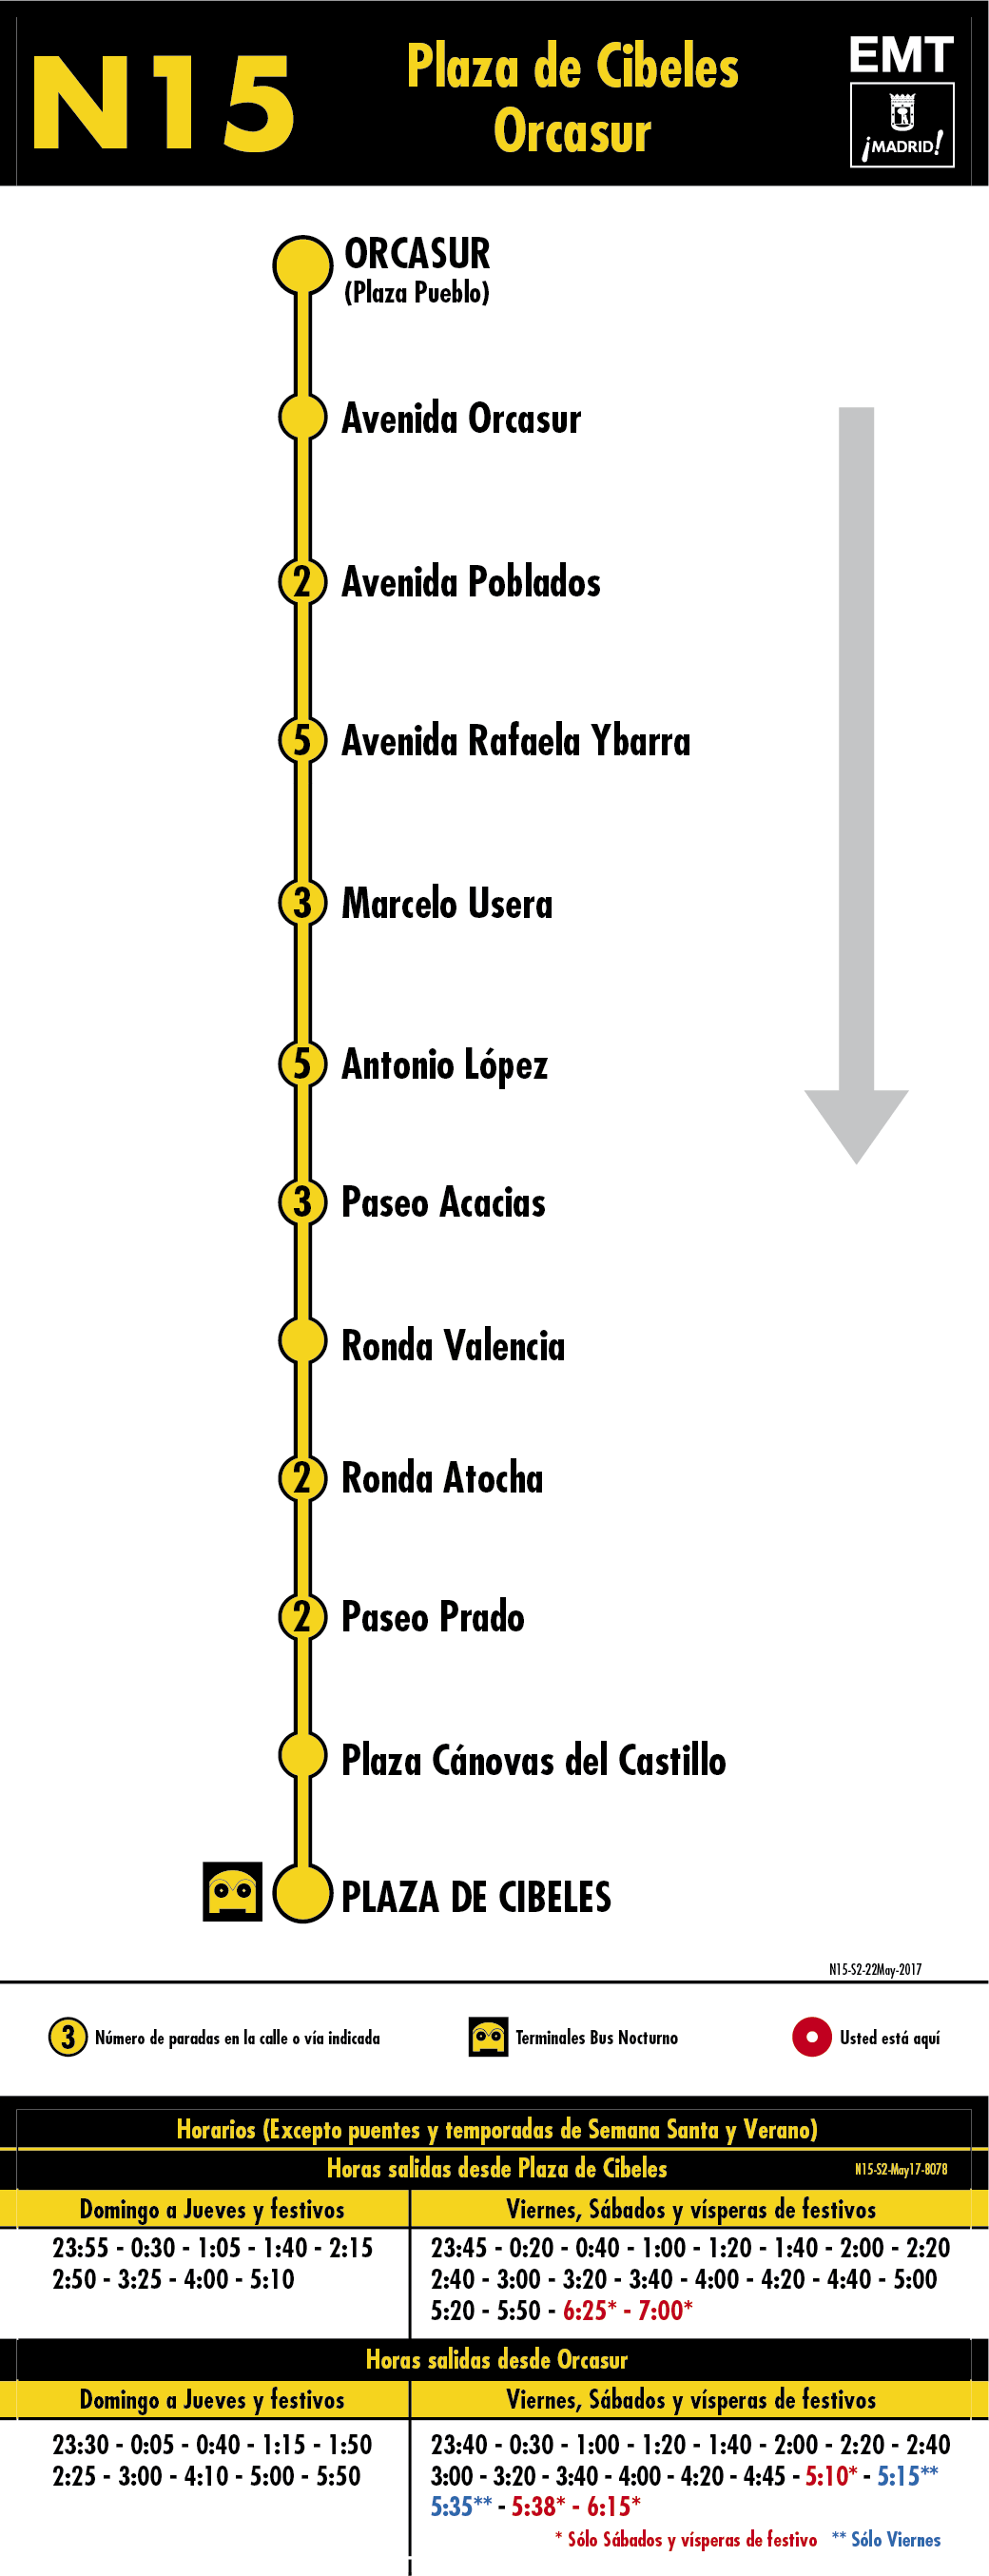 N15
Plaza de Cibeles
Orcasur
EMT
¡MADRID!
ORCASUR
(Plaza Pueblo)
Avenida Orcasur
2 Avenida Poblados
5 Avenida Rafaela Ybarra
3 Marcelo Usera
5 Antonio López
3 Paseo Acacias
Ronda Valencia
2 Ronda Atocha
2 Paseo Prado
Plaza Cánovas del Castillo
PLAZA DE CIBELES
N15-S2-22May-2017
3 Número de paradas en la calle o vía indicada
Terminales Bus Nocturno
Usted está aquí
Horarios (Excepto puentes y temporadas de Semana Santa y Verano)
Horas salidas desde Plaza de Cibeles
N15-S2-May17-8078
Domingo a Jueves y festivos
23:55 - 0:30 - 1:05 - 1:40 - 2:15
2:50 - 3:25 - 4:00 - 5:10
Viernes, Sábados y vísperas de festivos
23:45 - 0:20 - 0:40 - 1:00 - 1:20 - 1:40 - 2:00 - 2:20
2:40 - 3:00 - 3:20 - 3:40 - 4:00 - 4:20 - 4:40 - 5:00
5:20 - 5:50 - 6:25* - 7:00*
Horas salidas desde Orcasur
Domingo a Jueves y festivos
23:30 - 0:05 - 0:40 - 1:15 - 1:50
2:25 - 3:00 - 4:10 - 5:00 - 5:50
Viernes, Sábados y vísperas de festivos
23:40 - 0:30 - 1:00 - 1:20 - 1:40 - 2:00 - 2:20 - 2:40
3:00 - 3:20 - 3:40 - 4:00 - 4:20 - 4:45 - 5:10* - 5:15**
5:35** - 5:38* - 6:15*
* Sólo Sábados y vísperas de festivo
** Sólo Viernes